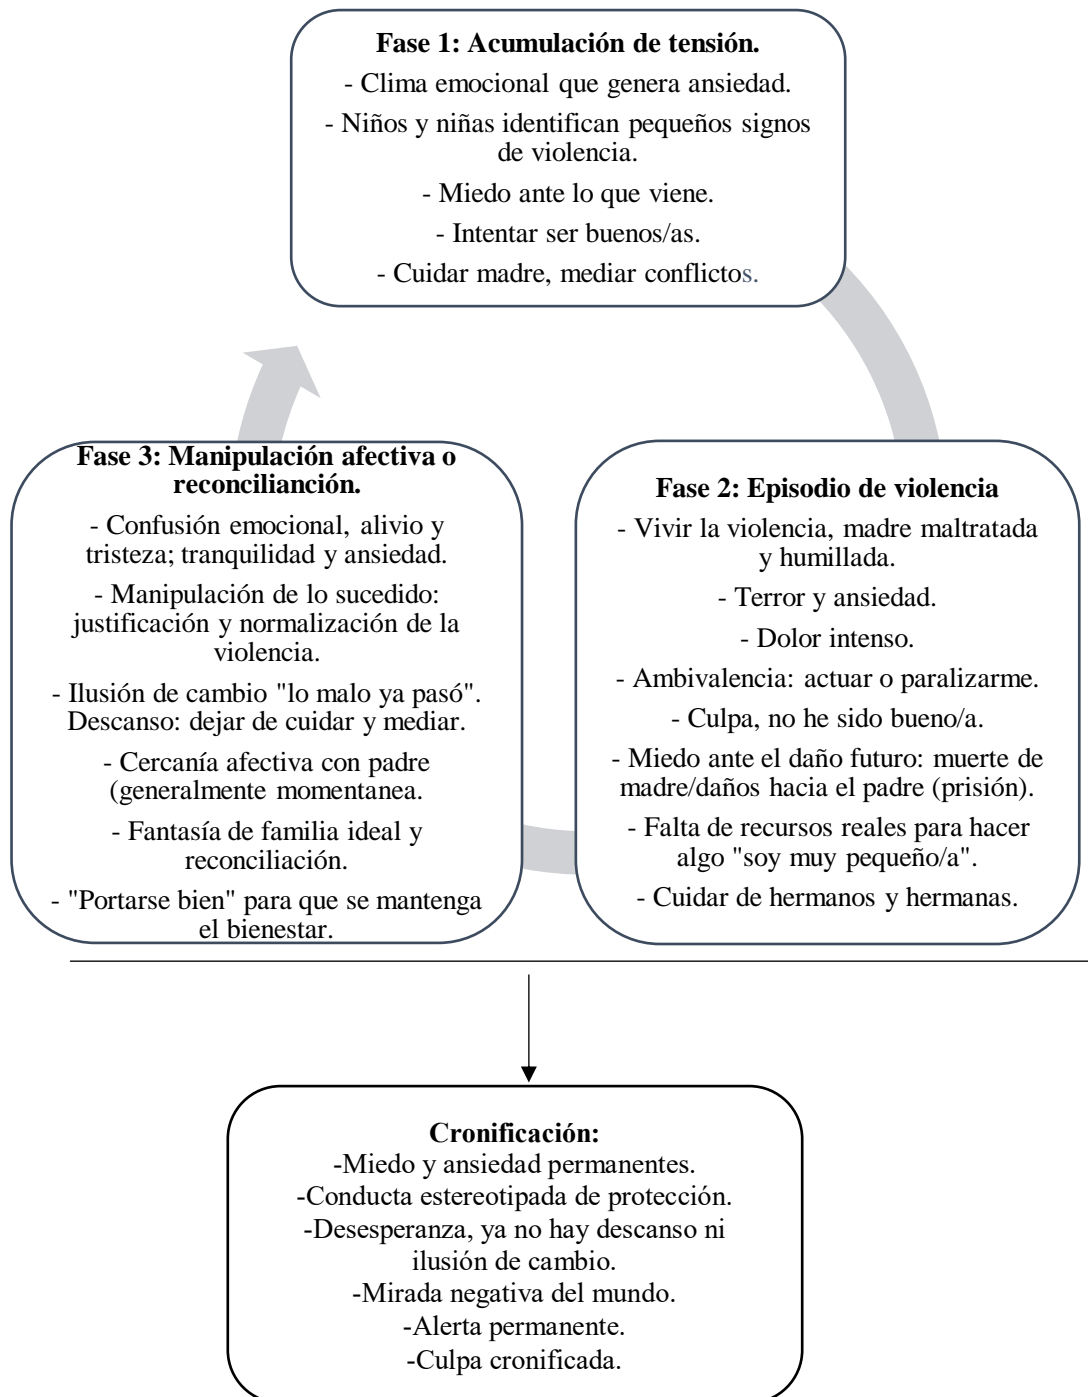 Fase 1: Acumulación de tensión.
- Clima emocional que genera ansiedad.
- Niños y niñas identifican pequeños signos
de violencia.
- Miedo ante lo que viene.
- Intentar ser buenos/as.
- Cuidar madre, mediar conflictos.
Fase 2: Episodio de violencia
- Vivir la violencia, madre maltratada
y humillada.
- Terror y ansiedad.
- Dolor intenso.
- Ambivalencia: actuar o paralizarme.
- Culpa, no he sido bueno/a.
- Miedo ante el daño futuro: muerte de
madre/daños hacia el padre (prisión).
- Falta de recursos reales para hacer
algo "soy muy pequeño/a".
- Cuidar de hermanos y hermanas.
Fase 3: Manipulación afectiva o
reconcilianción.
- Confusión emocional, alivio y
tristeza; tranquilidad y ansiedad.
- Manipulación de lo sucedido:
justificación y normalización de la
violencia.
- Ilusión de cambio "lo malo ya pasó".
Descanso: dejar de cuidar y mediar.
- Cercanía afectiva con padre
(generalmente momentanea.
- Fantasía de familia ideal y
reconciliación.
- "Portarse bien" para que se mantenga
el bienestar.
Cronificación:
-Miedo y ansiedad permanentes.
-Conducta estereotipada de protección.
-Desesperanza, ya no hay descanso ni
ilusión de cambio.
-Mirada negativa del mundo.
-Alerta permanente.
-Culpa cronificada.